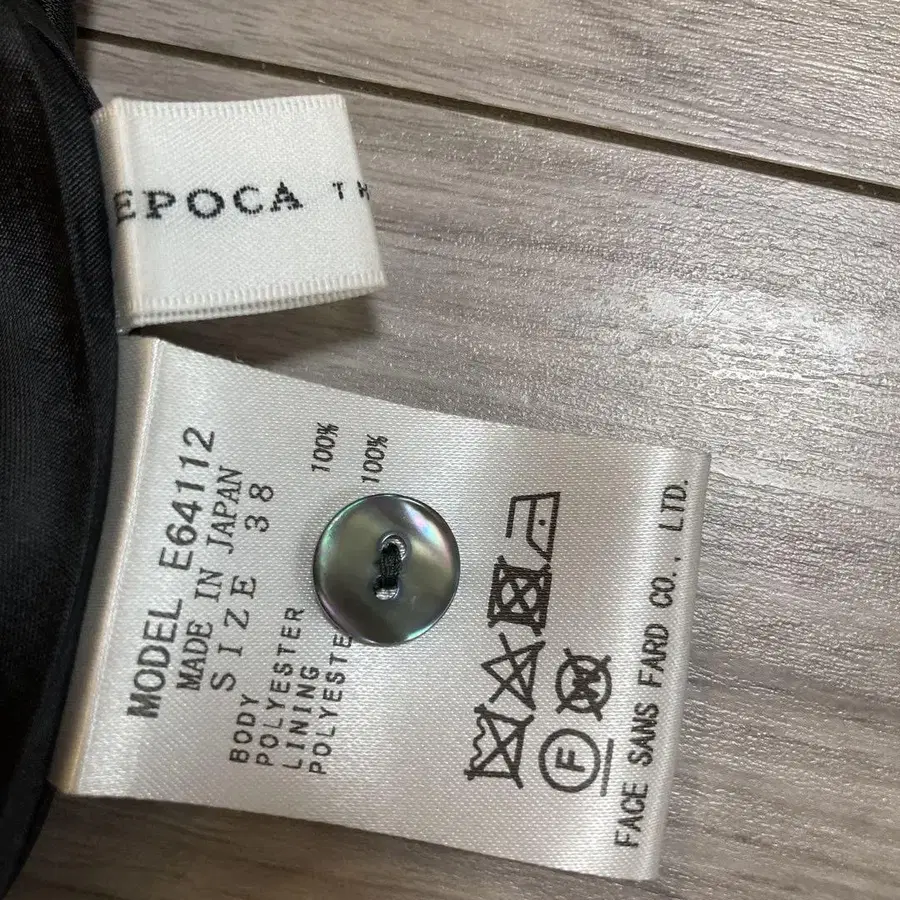 EPOCA TH
MODEL E64112
MADE IN JAPAN
SIZE 38
BODY
POLYESTER 100%
LINING
POLYESTE 100%
F
W
FACE SANS FARD CO., LTD.